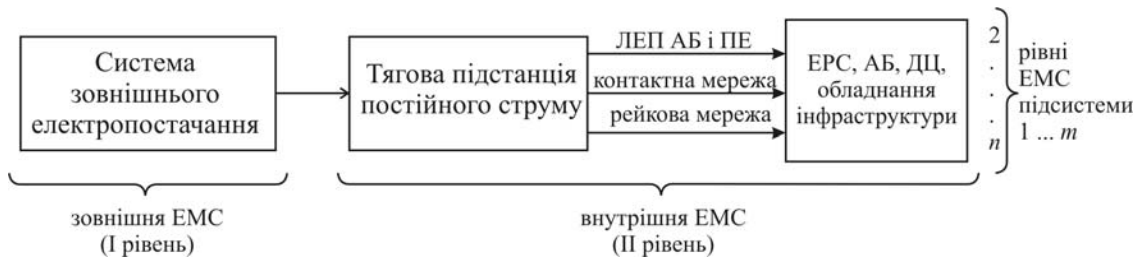 Система
зовнішнього
електропостачання
Тягова підстанція
постійного струму
ЛЕП АБ і ПЕ
контактна мережа
рейкова мережа
ЕРС, АБ, ДЦ,
обладнання
інфраструктури
2
.
.
.
n
рівні
ЕМС
підсистеми
1 ... m
зовнішня ЕМС
(І рівень)
внутрішня ЕМС
(ІІ рівень)